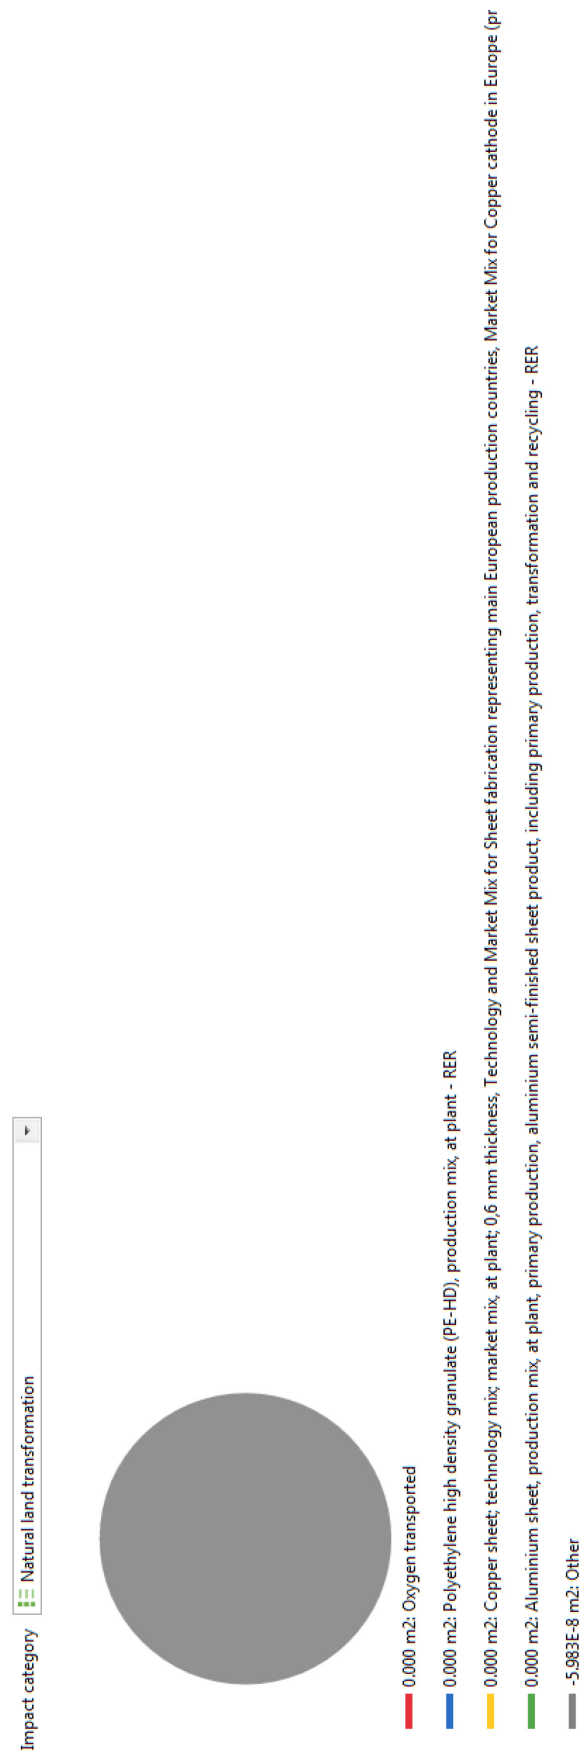 Impact category Natural land transformation
0.000 m2: Oxygen transported
0.000 m2: Polyethylene high density granulate (PE-HD), production mix, at plant - RER
0.000 m2: Copper sheet; technology mix; market mix, at plant; 0,6 mm thickness, Technology and Market Mix for Sheet fabrication representing main European production countries, Market Mix for Copper cathode in Europe (pr
0.000 m2: Aluminium sheet, production mix, at plant, primary production, aluminium semi-finished sheet product, including primary production, transformation and recycling - RER
-5.983E-8 m2: Other